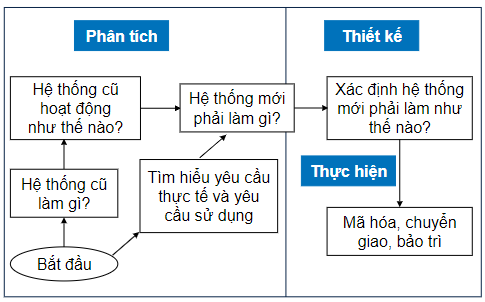 Phân tích
Thiết kế
Hệ thống cũ
hoạt động
như thế nào?
Hệ thống mới
phải làm gì?
Xác định hệ thống
mới phải làm như
thế nào?
Hệ thống cũ
làm gì?
Tìm hiểu yêu cầu
thực tế và yêu
cầu sử dụng
Thực hiện
Mã hóa, chuyển
giao, bảo trì
Bắt đầu